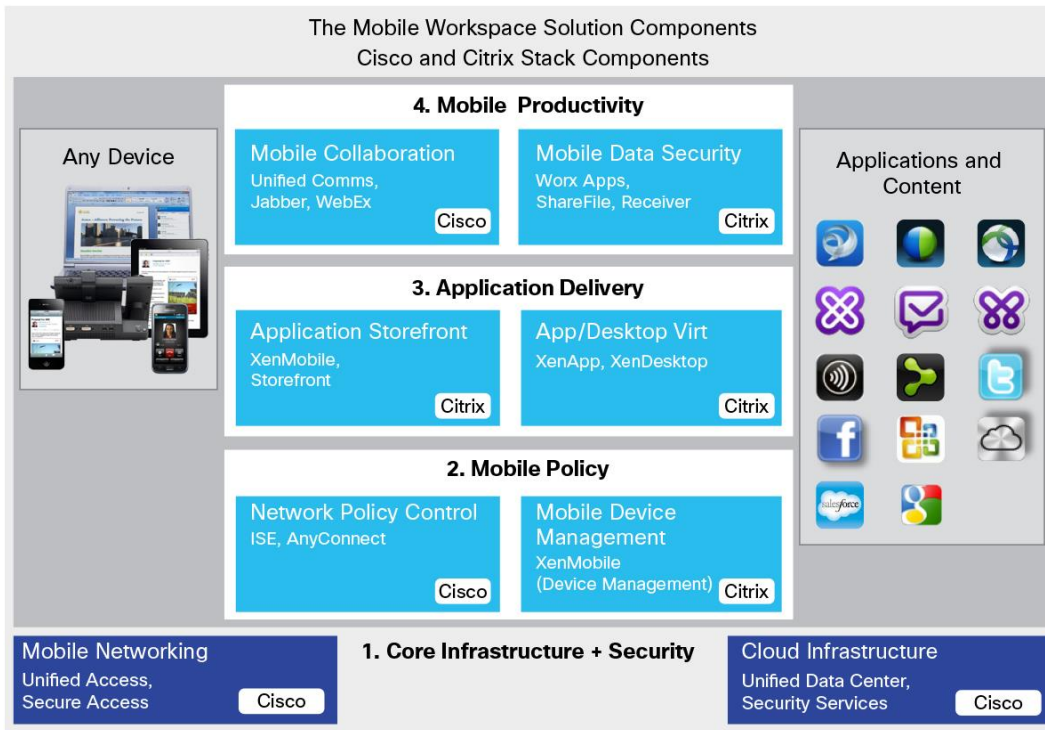 The Mobile Workspace Solution Components
Cisco and Citrix Stack Components
Any Device
4. Mobile Productivity
Mobile Collaboration
Unified Comms,
Jabber, WebEx
Cisco
Mobile Data Security
Worx Apps,
ShareFile, Receiver
Citrix
3. Application Delivery
Application Storefront
XenMobile,
Storefront
Citrix
App/Desktop Virt
XenApp, XenDesktop
Citrix
2. Mobile Policy
Network Policy Control
ISE, AnyConnect
Cisco
Mobile Device
Management
XenMobile
(Device Management)
Citrix
Applications and
Content
salesforce
Mobile Networking
Unified Access,
Secure Access
Cisco
1. Core Infrastructure + Security
Cloud Infrastructure
Unified Data Center,
Security Services
Cisco